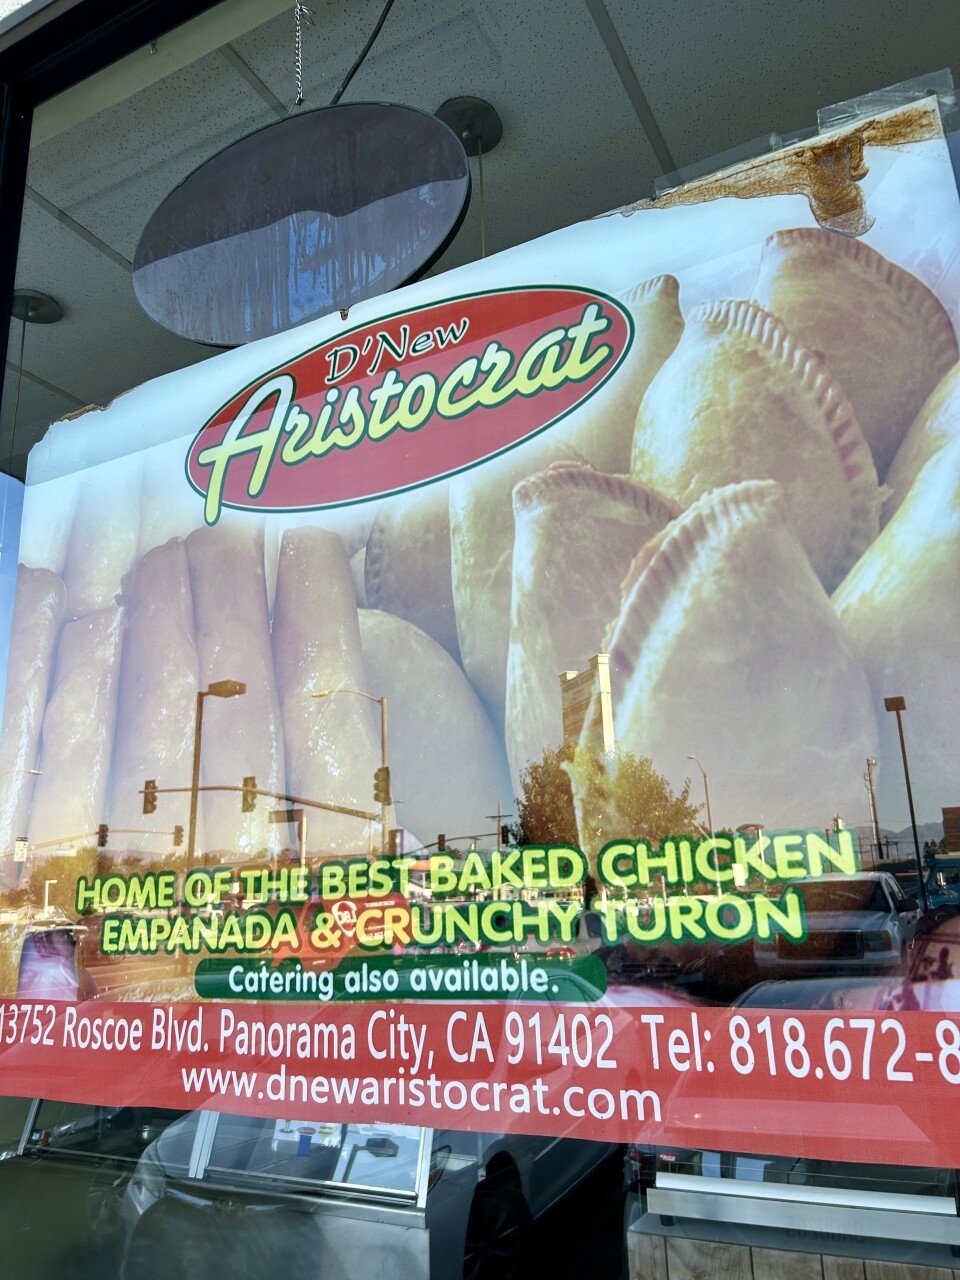 D'New
Aristocrat
HOME OF THE BEST BAKED CHICKEN
EMPANADA & CRUNCHY TURON
Catering also available.
13752 Roscoe Blvd. Panorama City, CA 91402 Tel: 818.672-8
www.dnewaristocrat.com